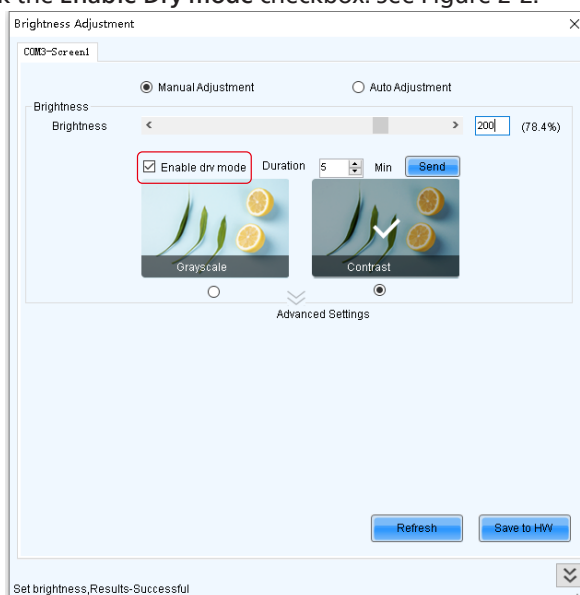 k the Enable Dry mode checkbox. See Figure 2-2.
Brightness Adjustment
COM3-Screen1
Manual Adjustment Auto Adjustment
Brightness
Brightness 200 (78.4%)
Enable dry mode Duration 5 Min Send
Grayscale Contrast
Advanced Settings
Refresh Save to HW
Set brightness,Results-Successful